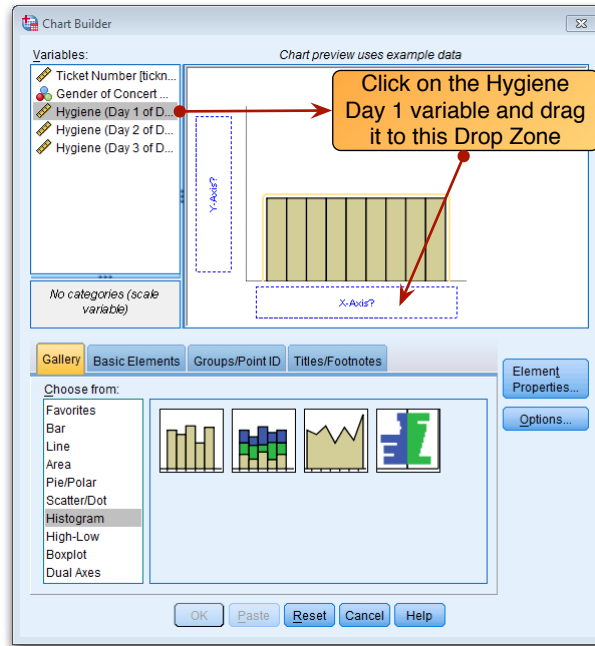 Chart Builder
Variables:
Chart preview uses example data
Ticket Number [tickn...
Gender of Concert ...
Hygiene (Day 1 of D...
Hygiene (Day 2 of D...
Hygiene (Day 3 of D...
No categories (scale
variable)
Click on the Hygiene
Day 1 variable and drag
it to this Drop Zone
Y-Axis?
X-Axis?
Gallery
Basic Elements
Groups/Point ID
Titles/Footnotes
Choose from:
Favorites
Bar
Line
Area
Pie/Polar
Scatter/Dot
Histogram
High-Low
Boxplot
Dual Axes
Element
Properties...
Options...
OK
Paste
Reset
Cancel
Help